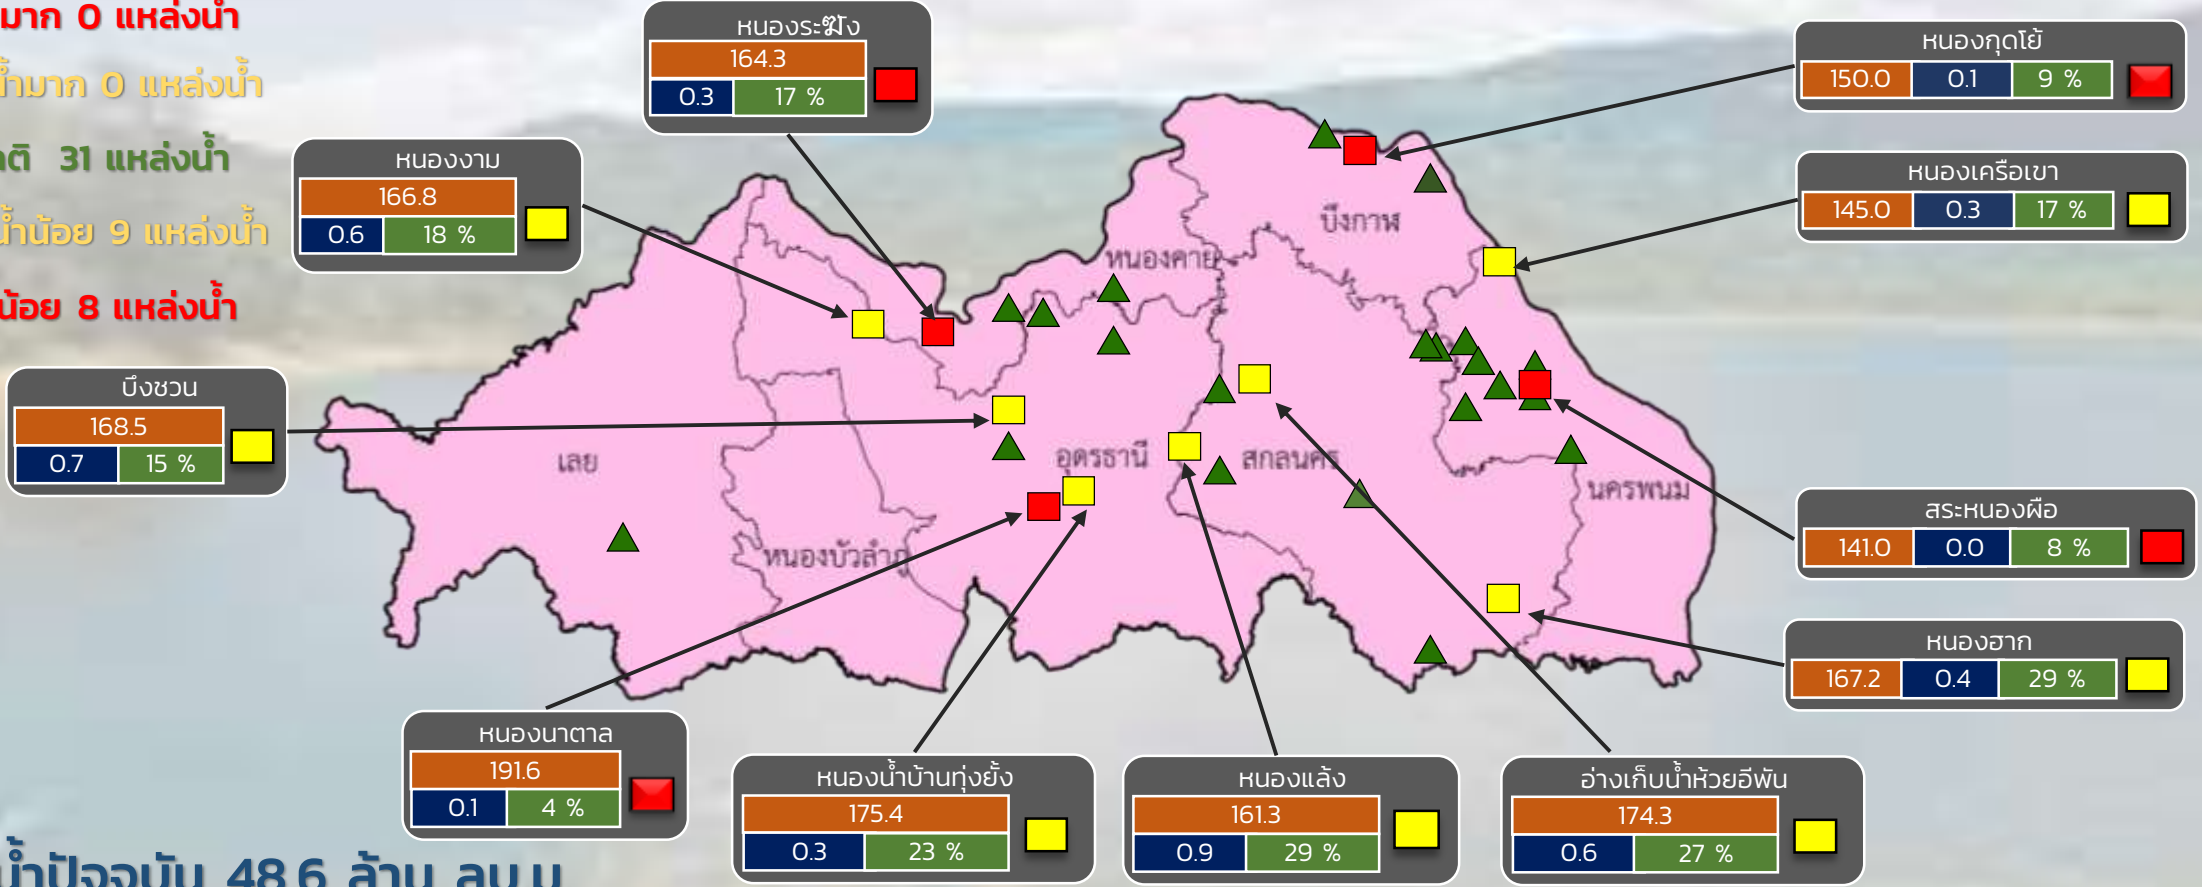 มาก 0 แหล่งน้ำ
น้ำมาก 0 แหล่งน้ำ
31 แหล่งน้ำ
น้ำน้อย 9 แหล่งน้ำ
น้อย 8 แหล่งน้ำ
หนองระฆัง
164.3
0.3 17 %
หนองงาม
166.8
0.6 18 %
บึงชวน
168.5
0.7 15 %
หนองกุดโย้
150.0 0.1 9 %
หนองเครือเขา
145.0 0.3 17 %
บึงกาฬ
หนองคาย
เลย
อุดรธานี
สกลนคร
นครพนม
หนองบัวลำภู
สระหนองผือ
141.0 0.0 8 %
หนองฮาก
167.2 0.4 29 %
หนองนาตาล
191.6
0.1 4 %
หนองน้ำบ้านทุ่งยั้ง
175.4
0.3 23 %
หนองแล้ง
161.3
0.9 29 %
อ่างเก็บน้ำห้วยอีพัน
174.3
0.6 27 %
น้ำปัจจุบัน 48.6 ล้าน ลบ.ม